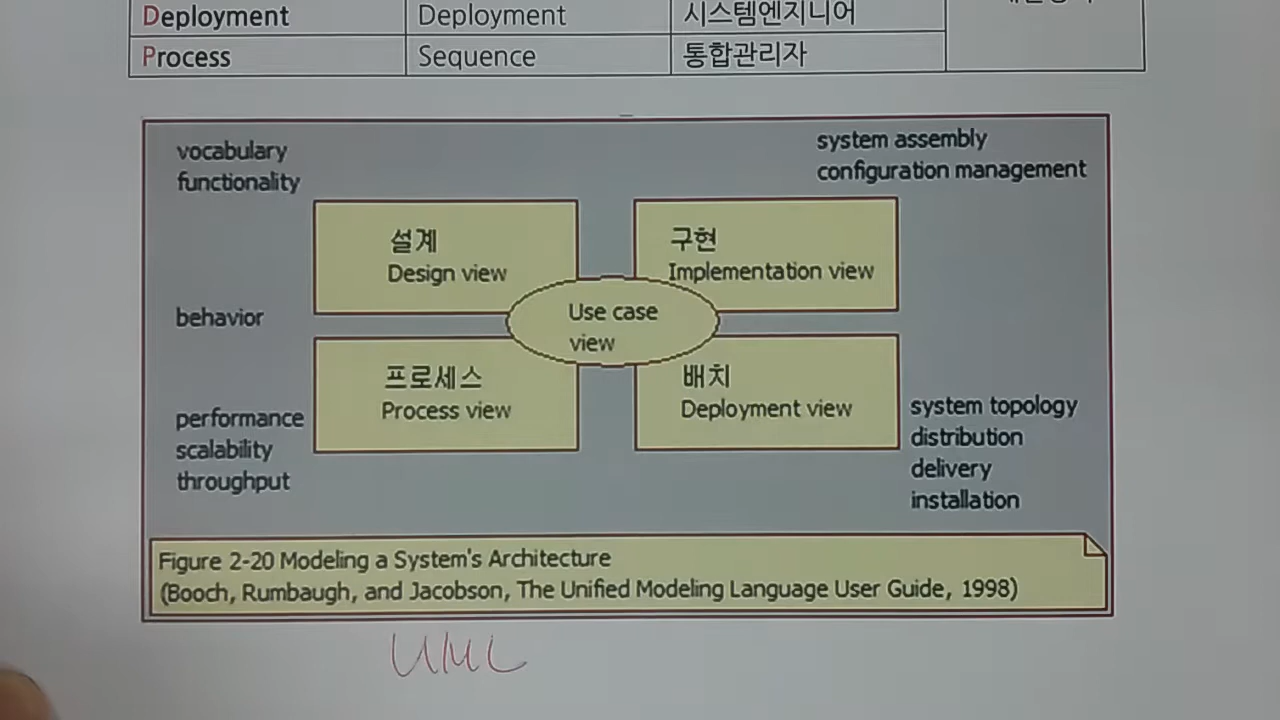 Deployment Deployment 시스템엔지니어
Process Sequence 통합관리자
vocabulary
functionality
system assembly
configuration management
설계
Design view
구현
Implementation view
behavior
Use case
view
프로세스
Process view
배치
Deployment view
performance
scalability
throughput
system topology
distribution
delivery
installation
Figure 2-20 Modeling a System's Architecture
(Booch, Rumbaugh, and Jacobson, The Unified Modeling Language User Guide, 1998)
UML